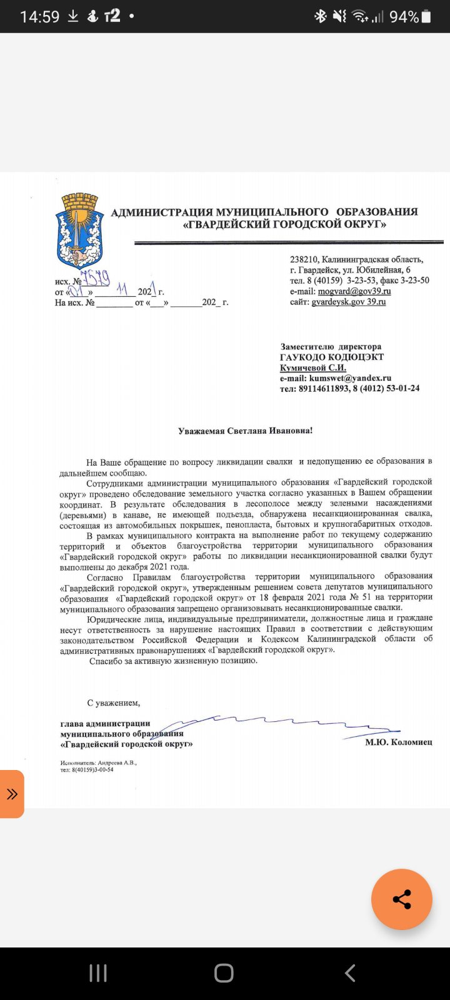 14:59
т2
94%
АДМИНИСТРАЦИЯ МУНИЦИПАЛЬНОГО ОБРАЗОВАНИЯ
«ГВАРДЕЙСКИЙ ГОРОДСКОЙ ОКРУГ»
исх. № 7579
от «01» 11 2021 г.
На исх. № ________ от «___» _______202_ г.
238210, Калининградская область,
г. Гвардейск, ул. Юбилейная, 6
тел. 8 (40159) 3-23-53, факс 3-23-50
e-mail: mogvard@gov39.ru
сайт: gvardeysk.gov 39.ru
Заместителю директора
ГАУКОДО КОДЮЦЭКТ
Кумичевой С.И.
e-mail: kumswet@yandex.ru
тел: 89114611893, 8 (4012) 53-01-24
Уважаемая Светлана Ивановна!
На Ваше обращение по вопросу ликвидации свалки и недопущению ее образования в
дальнейшем сообщаю.
Сотрудниками администрации муниципального образования «Гвардейский городской
округ» проведено обследование земельного участка согласно указанных в Вашем обращении
координат. В результате обследования в лесополосе между зелеными насаждениями
(деревьями) в канаве, не имеющей подъезда, обнаружена несанкционированная свалка,
состоящая из автомобильных покрышек, пенопласта, бытовых и крупногабаритных отходов.
В рамках муниципального контракта на выполнение работ по текущему содержанию
территорий и объектов благоустройства территории муниципального образования
«Гвардейский городской округ» работы по ликвидации несанкционированной свалки будут
выполнены до декабря 2021 года.
Согласно Правилам благоустройства территории муниципального образования
«Гвардейский городской округ», утвержденным решением совета депутатов муниципального
образования «Гвардейский городской округ» от 18 февраля 2021 года № 51 на территории
муниципального образования запрещено организовывать несанкционированные свалки.
Юридические лица, индивидуальные предприниматели, должностные лица и граждане
несут ответственность за нарушение настоящих Правил в соответствии с действующим
законодательством Российской Федерации и Кодексом Калининградской области об
административных правонарушениях «Гвардейский городской округ».
Спасибо за активную жизненную позицию.
С уважением,
глава администрации
муниципального образования
«Гвардейский городской округ»
М.Ю. Коломиец
Исполнитель: Андреева А.В.,
тел: 8(40159)3-00-54